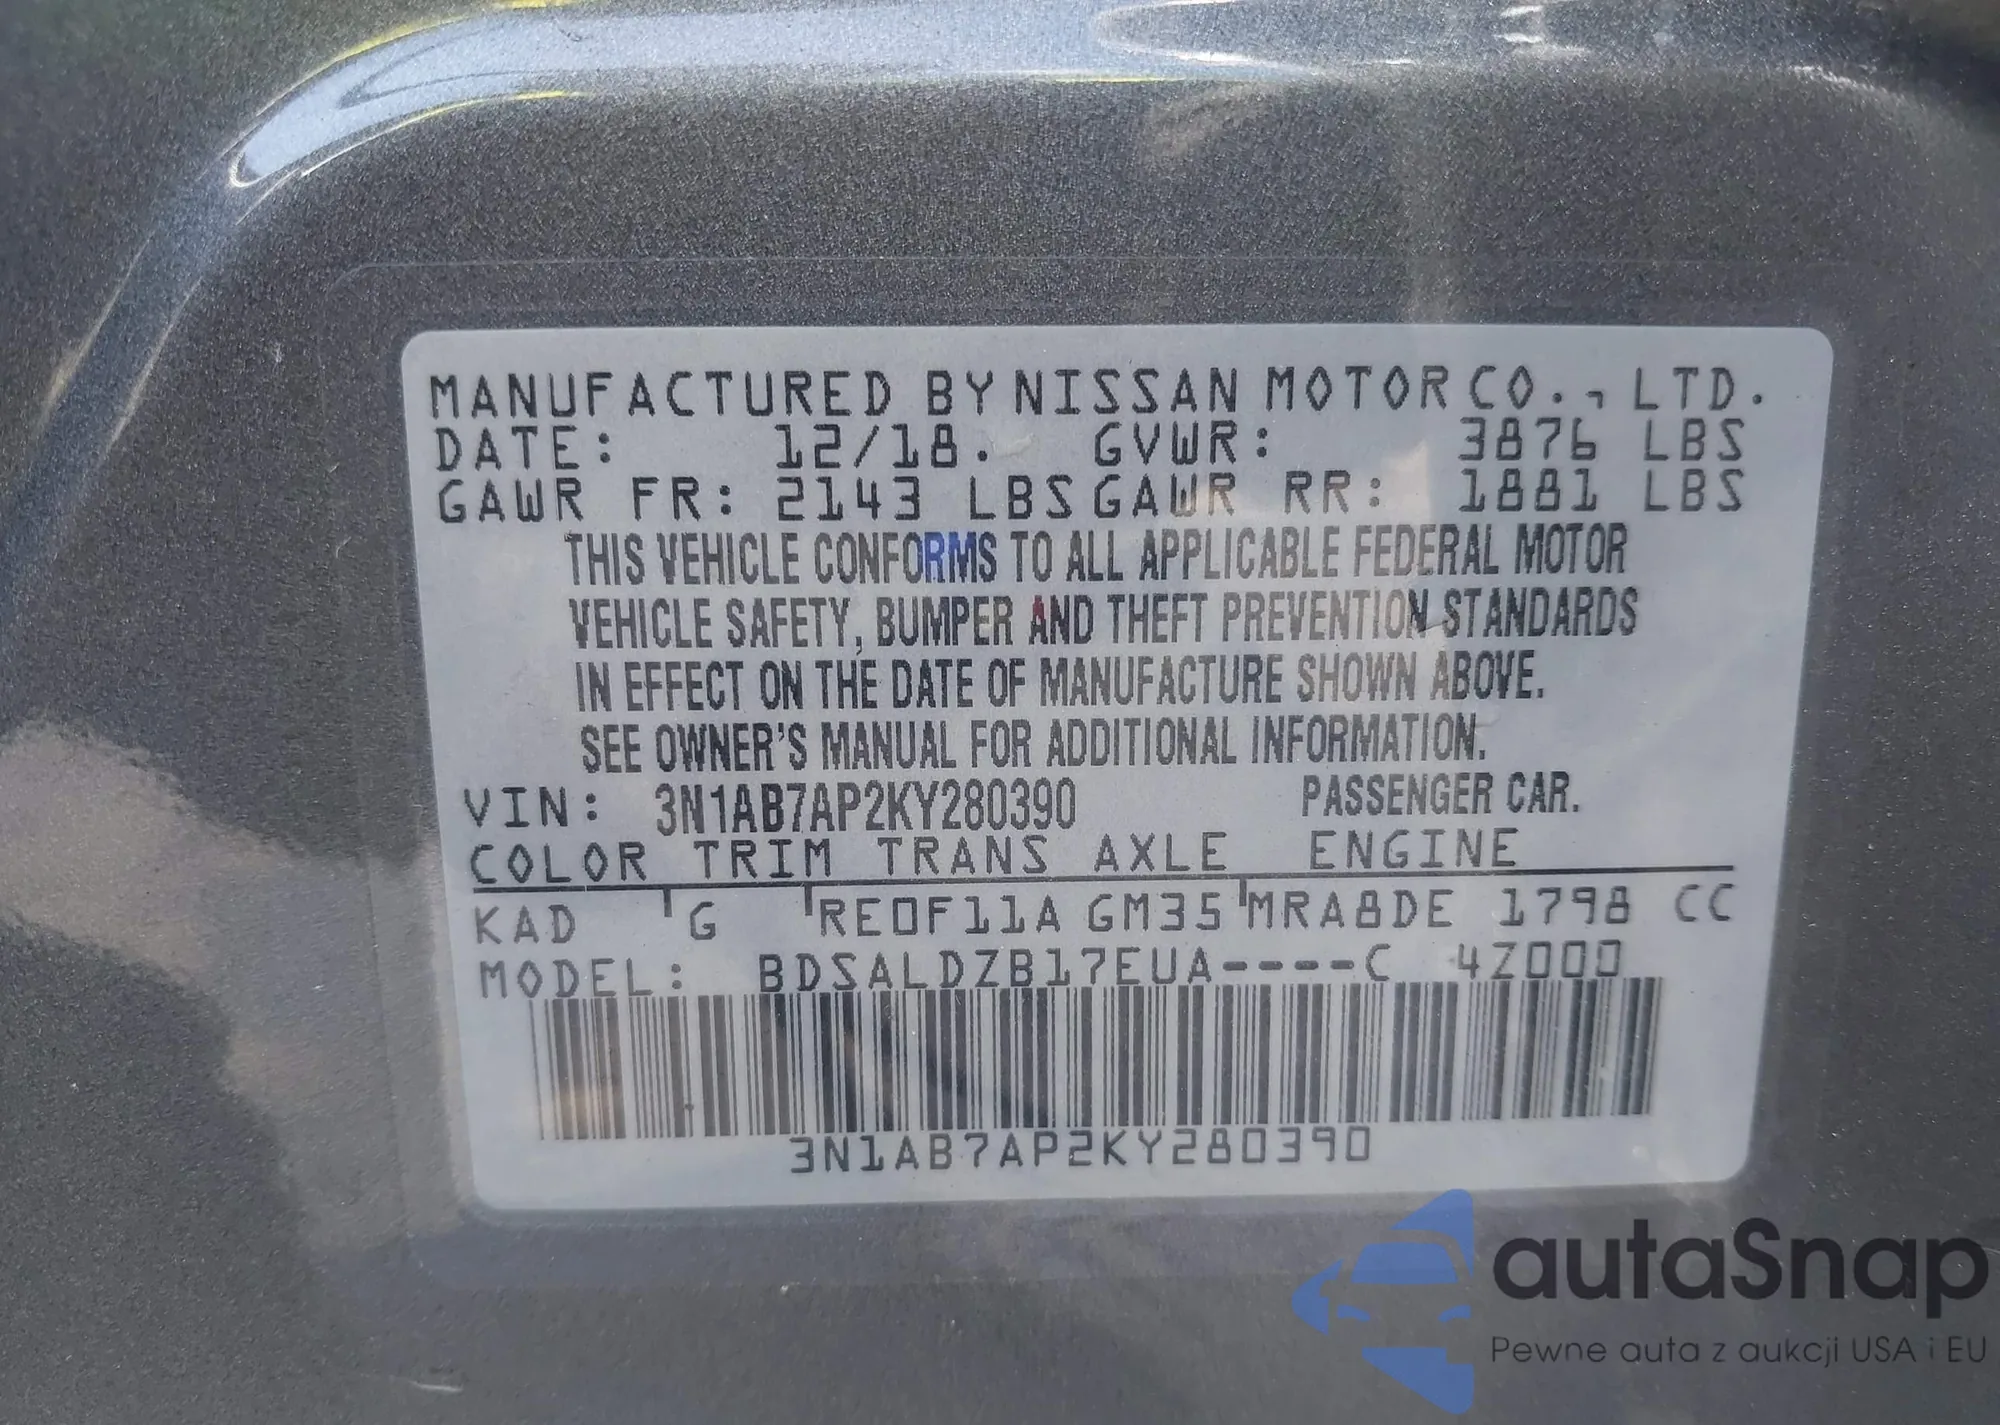 MANUFACTURED BY NISSAN MOTOR CO., LTD.
DATE: 12/18. GVWR: 3876 LBS
GAWR FR: 2143 LBS GAWR RR: 1881 LBS
THIS VEHICLE CONFORMS TO ALL APPLICABLE FEDERAL MOTOR
VEHICLE SAFETY, BUMPER AND THEFT PREVENTION STANDARDS
IN EFFECT ON THE DATE OF MANUFACTURE SHOWN ABOVE.
SEE OWNER'S MANUAL FOR ADDITIONAL INFORMATION.
VIN: 3N1AB7AP2KY280390 PASSENGER CAR.
COLOR TRIM TRANS AXLE ENGINE
KAD G RE0F11A GM35 MRA8DE 1798 CC
MODEL: BDSALDZB17EUA----C 4Z000
3N1AB7AP2KY280390
autaSnap
Pewne auta z aukcji USA i EU